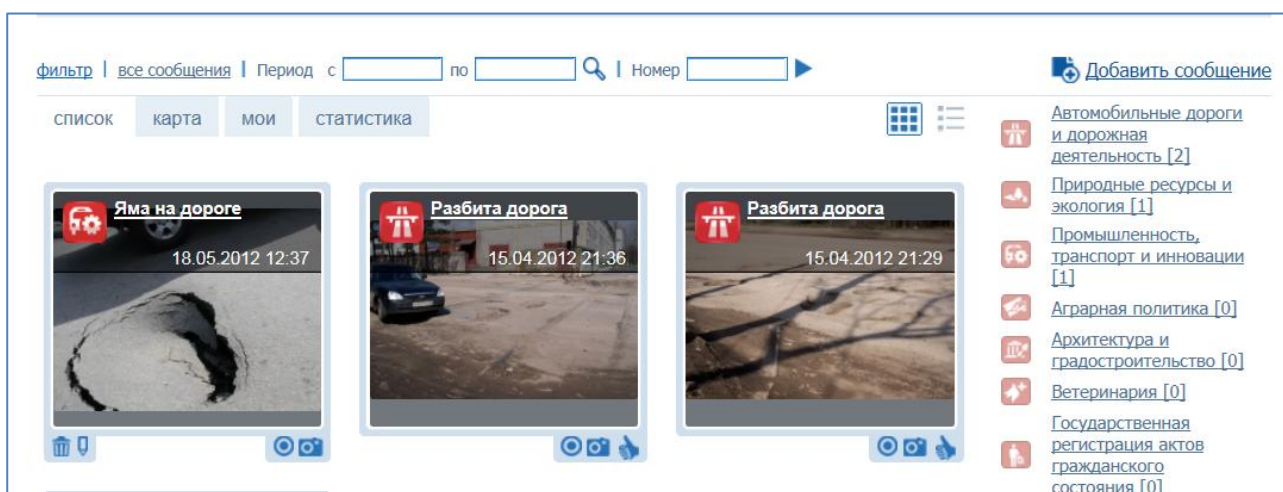 фильтр | все сообщения | Период с по | Номер
Добавить сообщение
список карта мои статистика
Яма на дороге
18.05.2012 12:37
Разбита дорога
15.04.2012 21:36
Разбита дорога
15.04.2012 21:29
Автомобильные дороги
и дорожная
деятельность [2]
Природные ресурсы и
экология [1]
Промышленность,
транспорт и инновации
[1]
Аграрная политика [0]
Архитектура и
градостроительство [0]
Ветеринария [0]
Государственная
регистрация актов
гражданского
состояния [0]